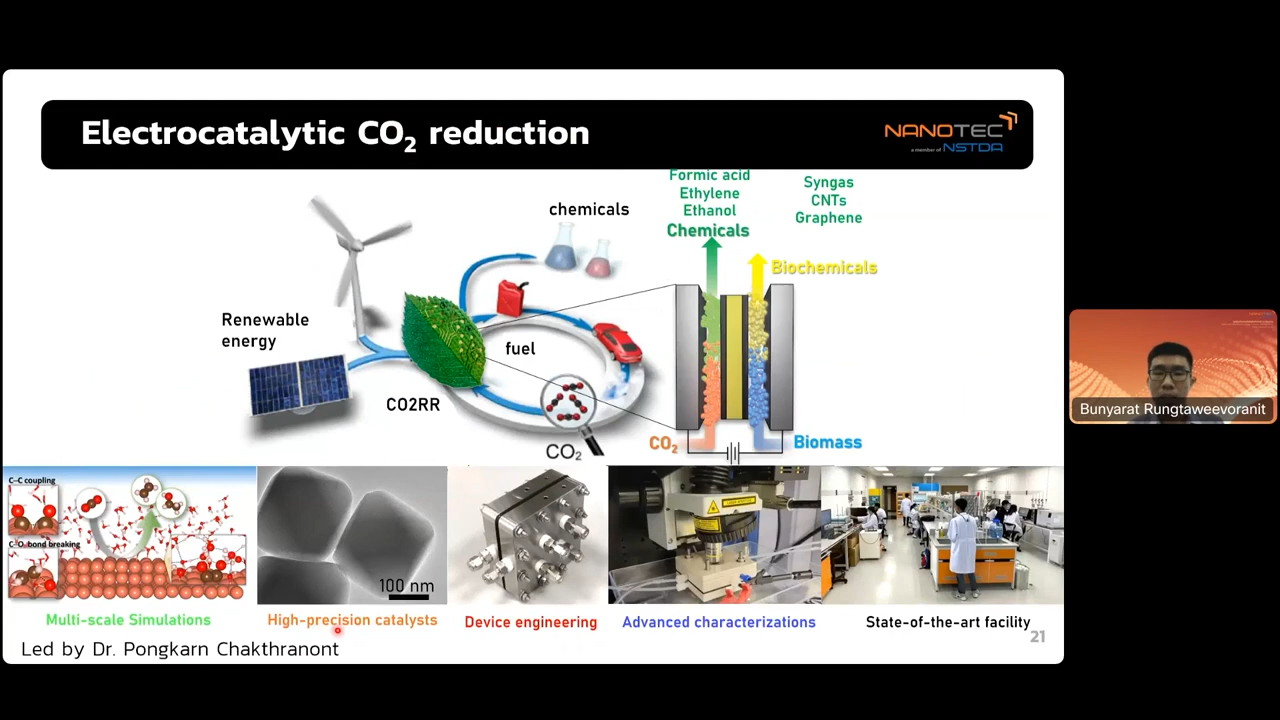 Electrocatalytic CO₂ reduction
NANOTEC
a member of NSTDA
Formic acid
Ethylene
Ethanol
Chemicals
Syngas
CNTs
Graphene
chemicals
Biochemicals
Renewable
energy
fuel
CO2RR
CO₂
CO₂
Biomass
C–C coupling
C–O bond breaking
100 nm
Multi-scale Simulations
High-precision catalysts
Device engineering
Advanced characterizations
State-of-the-art facility
21
Led by Dr. Pongkarn Chakthranont
Bunyarat Rungtaweevoranit